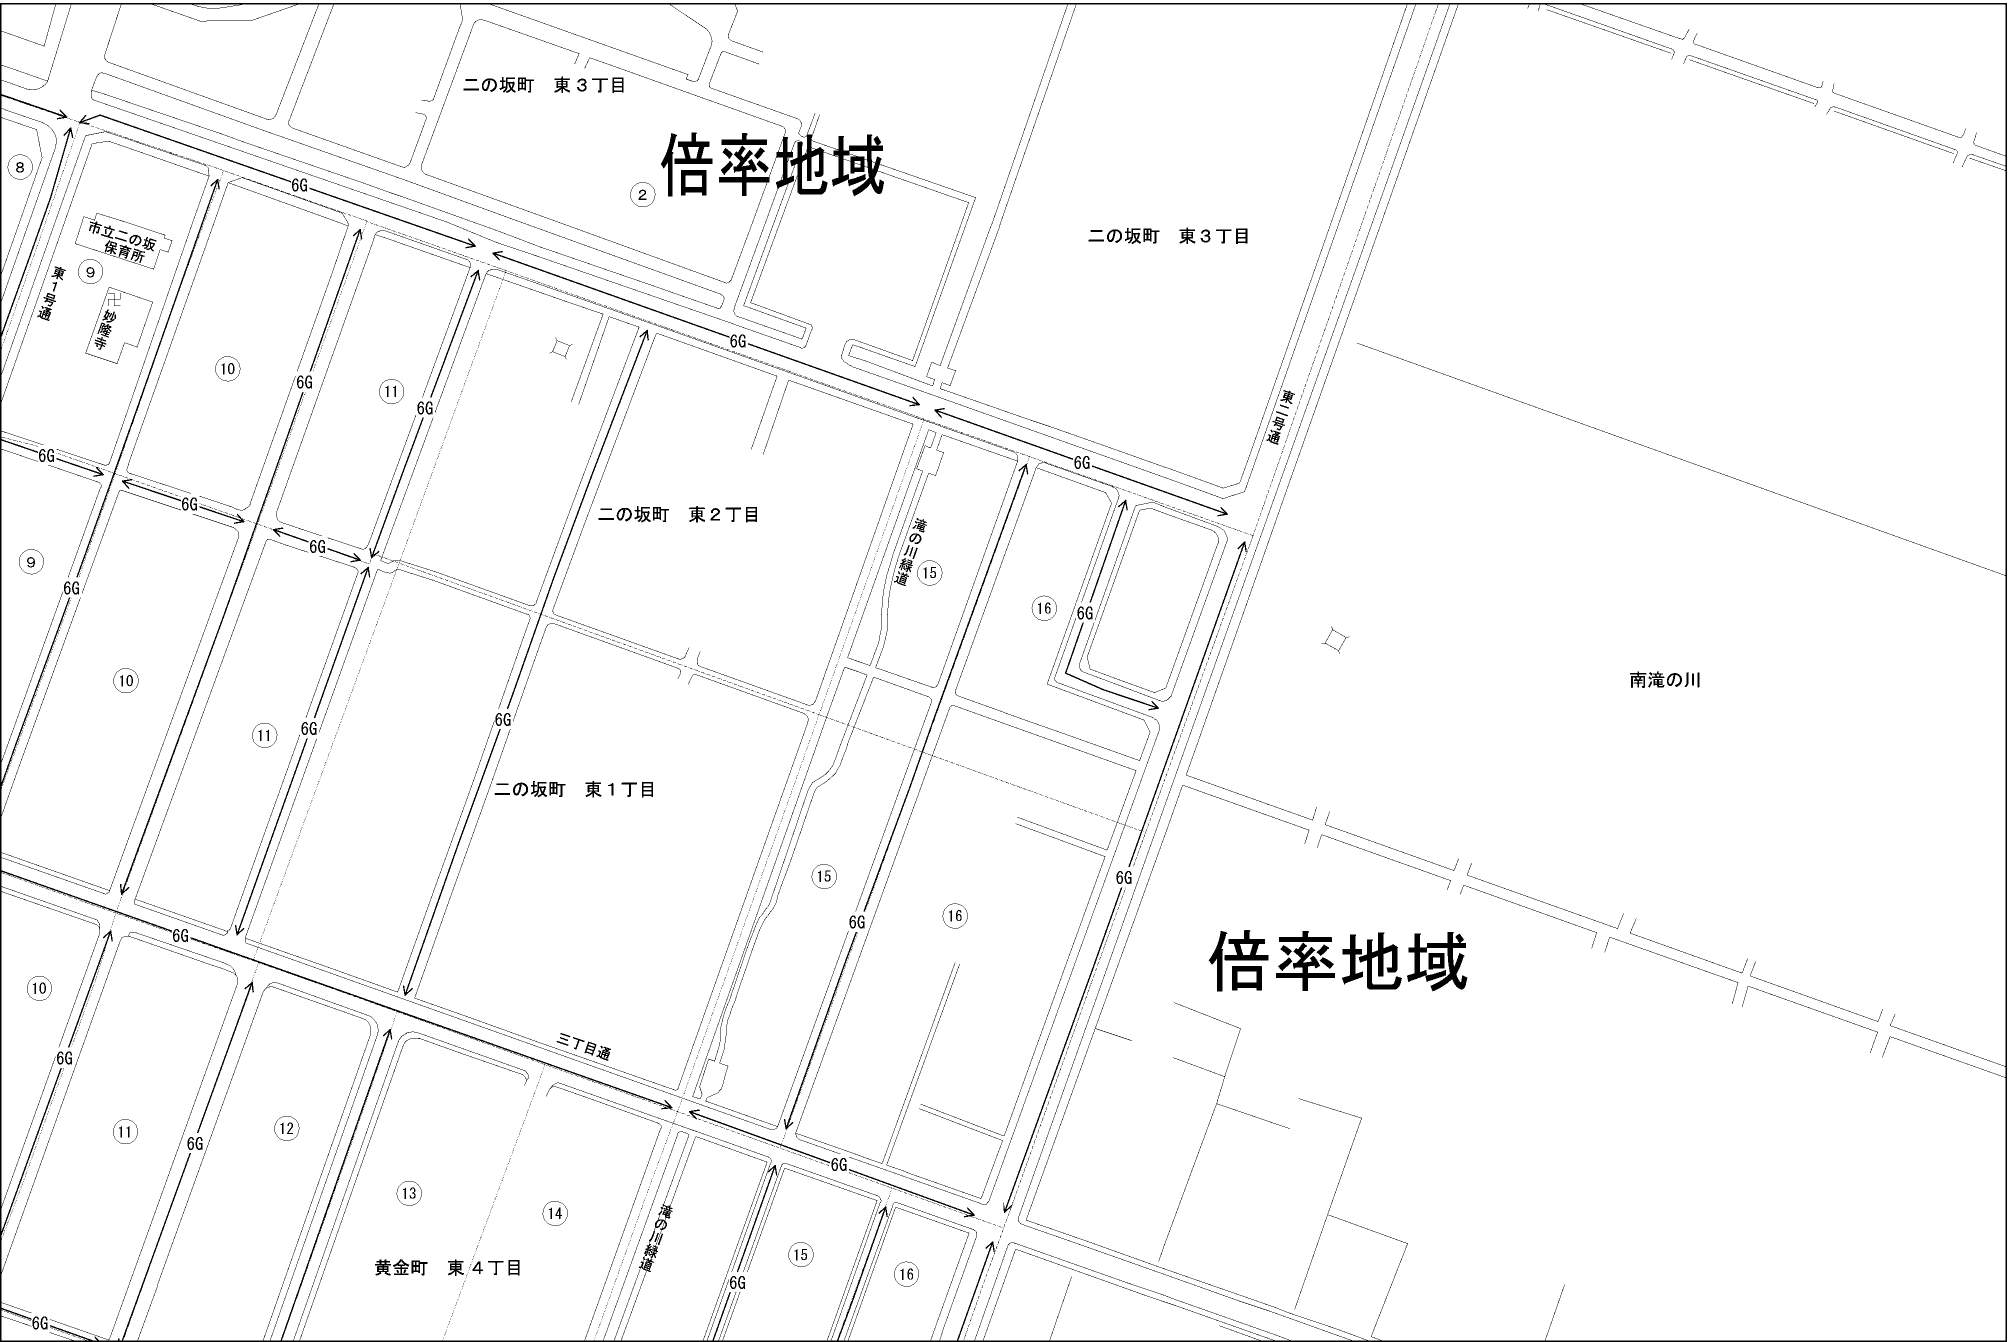 二の坂町　東３丁目
倍率地域
②
⑧
6G
市立二の坂
保育所
⑨
東１号通
卍
妙隆寺
二の坂町　東３丁目
6G
⑩
6G
⑪
6G
東二号通
6G
6G
6G
6G
二の坂町　東２丁目
滝の川緑道
⑮
6G
⑨
6G
⑯
6G
⑩
南滝の川
⑪
6G
6G
二の坂町　東１丁目
⑮
6G
⑯
6G
6G
倍率地域
⑩
三丁目通
6G
⑪
⑫
6G
6G
⑬
⑭
滝の川緑道
⑮
⑯
黄金町　東４丁目
6G
6G